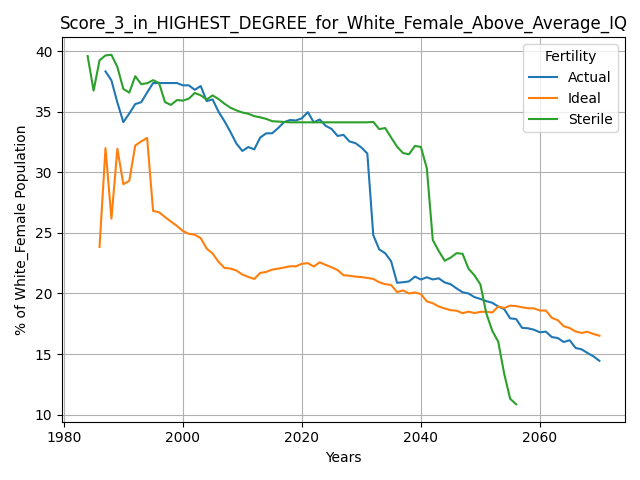 Score_3_in_HIGHEST_DEGREE_for_White_Female_Above_Average_IQ
Fertility
Actual
Ideal
Sterile
% of White_Female Population
40
35
30
25
20
15
10
1980
2000
2020
2040
2060
Years